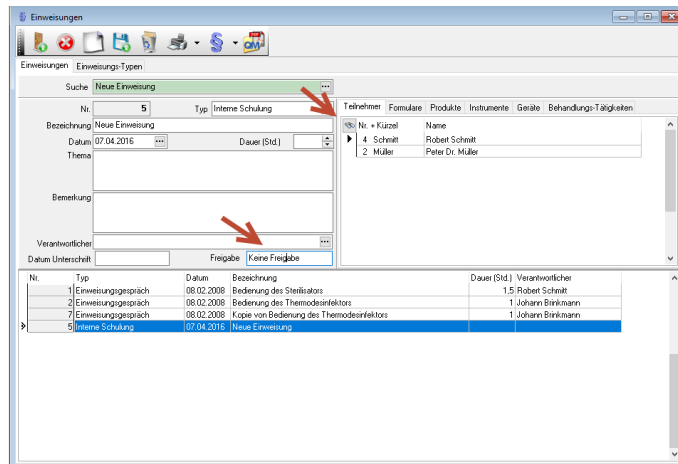 Einweisungen
QM
Einweisungen Einweisungs-Typen
Suche Neue Einweisung ...
Nr. 5 Typ Interne Schulung
Bezeichnung Neue Einweisung
Datum 07.04.2016 ... Dauer (Std.)
Thema
Bemerkung
Verantwortlicher ...
Datum Unterschrift Freigabe Keine Freigabe
Teilnehmer Formulare Produkte Instrumente Geräte Behandlungs-Tätigkeiten
Nr. + Kürzel Name
4 Schmitt Robert Schmitt
2 Müller Peter Dr. Müller
Nr. Typ Datum Bezeichnung Dauer (Std.) Verantwortlicher
1 Einweisungsgespräch 08.02.2008 Bedienung des Sterilisators 1,5 Robert Schmitt
2 Einweisungsgespräch 08.02.2008 Bedienung des Thermodesinfektors 1 Johann Brinkmann
7 Einweisungsgespräch 08.02.2008 Kopie von Bedienung des Thermodesinfektors 1 Johann Brinkmann
5 Interne Schulung 07.04.2016 Neue Einweisung